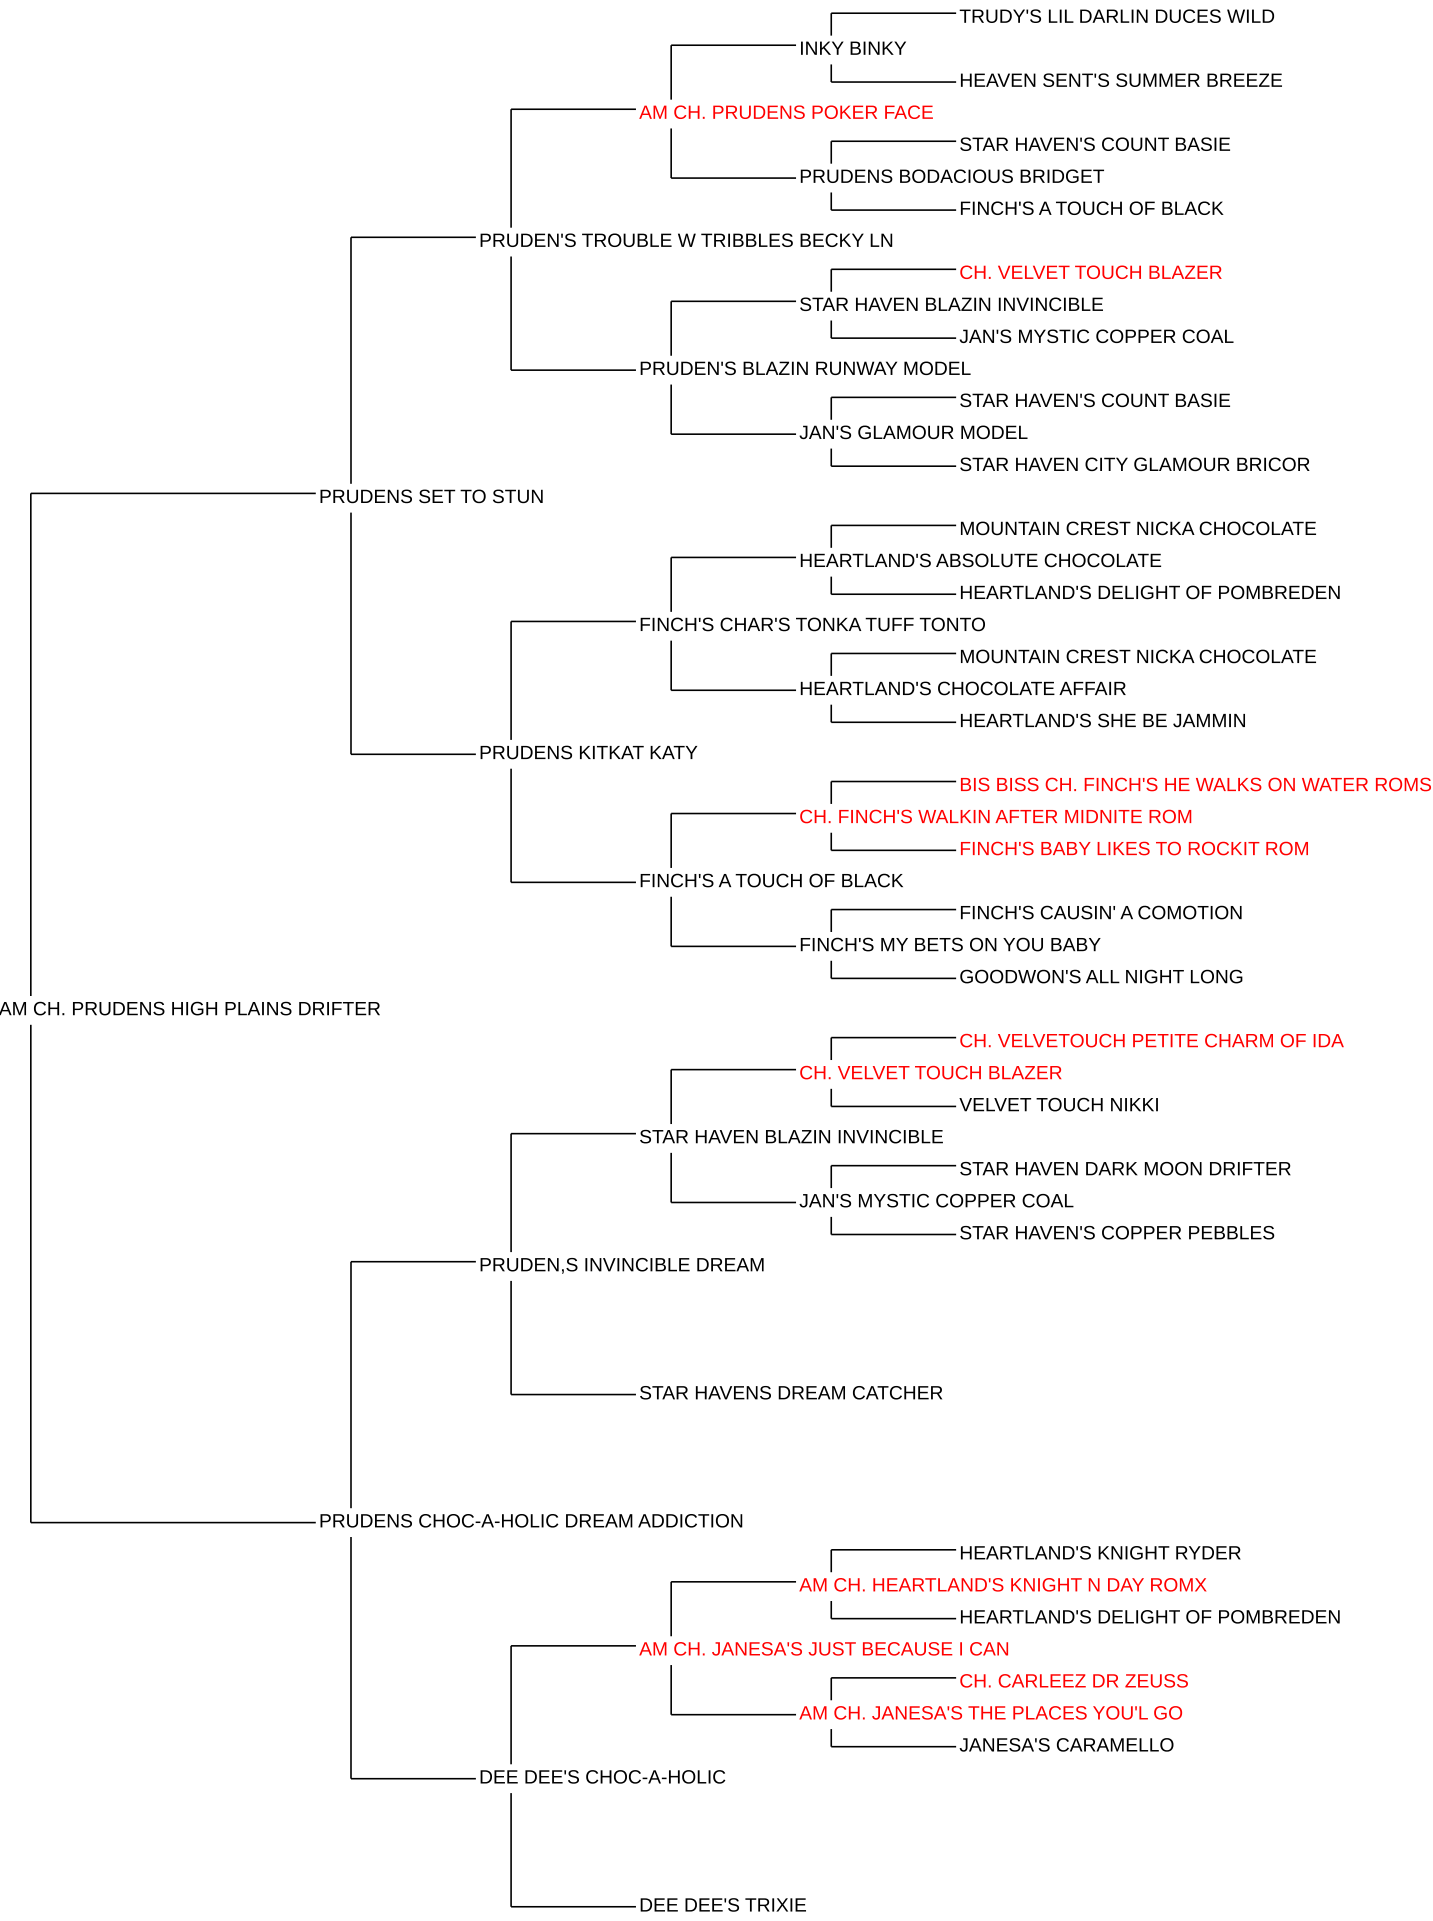 TRUDY'S LIL DARLIN DUCES WILD
INKY BINKY
HEAVEN SENT'S SUMMER BREEZE
AM CH. PRUDENS POKER FACE
STAR HAVEN'S COUNT BASIE
PRUDENS BODACIOUS BRIDGET
FINCH'S A TOUCH OF BLACK
PRUDEN'S TROUBLE W TRIBBLES BECKY LN
CH. VELVET TOUCH BLAZER
STAR HAVEN BLAZIN INVINCIBLE
JAN'S MYSTIC COPPER COAL
PRUDEN'S BLAZIN RUNWAY MODEL
STAR HAVEN'S COUNT BASIE
JAN'S GLAMOUR MODEL
STAR HAVEN CITY GLAMOUR BRICOR
PRUDENS SET TO STUN
MOUNTAIN CREST NICKA CHOCOLATE
HEARTLAND'S ABSOLUTE CHOCOLATE
HEARTLAND'S DELIGHT OF POMBREDEN
FINCH'S CHAR'S TONKA TUFF TONTO
MOUNTAIN CREST NICKA CHOCOLATE
HEARTLAND'S CHOCOLATE AFFAIR
HEARTLAND'S SHE BE JAMMIN
PRUDENS KITKAT KATY
BIS BISS CH. FINCH'S HE WALKS ON WATER ROMS
CH. FINCH'S WALKIN AFTER MIDNITE ROM
FINCH'S BABY LIKES TO ROCKIT ROM
FINCH'S A TOUCH OF BLACK
FINCH'S CAUSIN' A COMOTION
FINCH'S MY BETS ON YOU BABY
GOODWON'S ALL NIGHT LONG
AM CH. PRUDENS HIGH PLAINS DRIFTER
CH. VELVETOUCH PETITE CHARM OF IDA
CH. VELVET TOUCH BLAZER
VELVET TOUCH NIKKI
STAR HAVEN BLAZIN INVINCIBLE
STAR HAVEN DARK MOON DRIFTER
JAN'S MYSTIC COPPER COAL
STAR HAVEN'S COPPER PEBBLES
PRUDEN,S INVINCIBLE DREAM
STAR HAVENS DREAM CATCHER
PRUDENS CHOC-A-HOLIC DREAM ADDICTION
HEARTLAND'S KNIGHT RYDER
AM CH. HEARTLAND'S KNIGHT N DAY ROMX
HEARTLAND'S DELIGHT OF POMBREDEN
AM CH. JANESA'S JUST BECAUSE I CAN
CH. CARLEEZ DR ZEUSS
AM CH. JANESA'S THE PLACES YOU'L GO
JANESA'S CARAMELLO
DEE DEE'S CHOC-A-HOLIC
DEE DEE'S TRIXIE